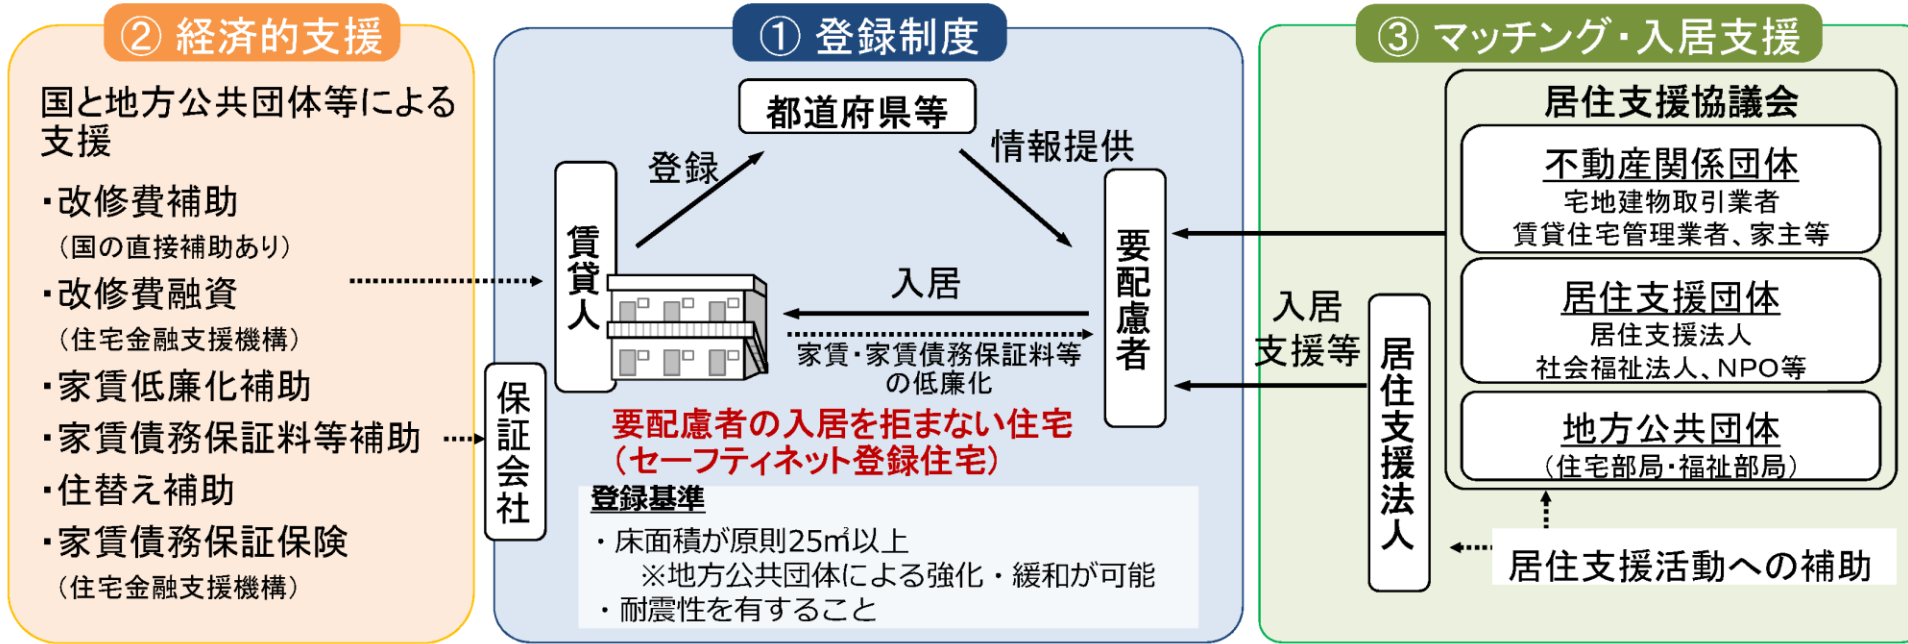 ② 経済的支援
国と地方公共団体等による
支援
・改修費補助
（国の直接補助あり）
・改修費融資
（住宅金融支援機構）
・家賃低廉化補助
・家賃債務保証料等補助
・住替え補助
・家賃債務保証保険
（住宅金融支援機構）
① 登録制度
都道府県等
登録
情報提供
賃貸人
要配慮者
入居
家賃・家賃債務保証料等
の低廉化
保証会社
要配慮者の入居を拒まない住宅
（セーフティネット登録住宅）
登録基準
・床面積が原則25㎡以上
※地方公共団体による強化・緩和が可能
・耐震性を有すること
③ マッチング・入居支援
居住支援協議会
不動産関係団体
宅地建物取引業者
賃貸住宅管理業者、家主等
居住支援団体
居住支援法人
社会福祉法人、NPO等
地方公共団体
（住宅部局・福祉部局）
入居
支援等
居住支援法人
居住支援活動への補助